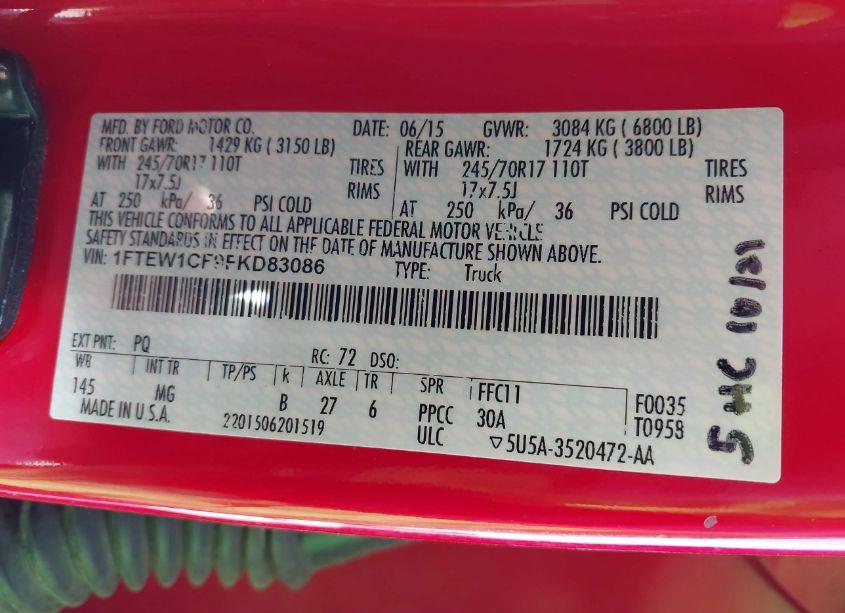 MFD. BY FORD MOTOR CO. DATE: 06/15 GVWR: 3084 KG ( 6800 LB)
FRONT GAWR: 1429 KG ( 3150 LB) REAR GAWR: 1724 KG ( 3800 LB)
WITH 245/70R17 110T TIRES WITH 245/70R17 110T TIRES
17x7.5J RIMS 17x7.5J RIMS
AT 250 kPa/ 36 PSI COLD AT 250 kPa/ 36 PSI COLD
THIS VEHICLE CONFORMS TO ALL APPLICABLE FEDERAL MOTOR VEHICLE
SAFETY STANDARDS IN EFFECT ON THE DATE OF MANUFACTURE SHOWN ABOVE.
VIN: 1FTEW1CF9FKD83086 TYPE: Truck
EXT PNT: PQ RC: 72 DSO:
WB INT TR TP/PS k AXLE TR SPR FFC11 F0035
145 MG B 27 6 PPCC 30A T0958
MADE IN U.S.A. 2201506201519 ULC ▽5U5A-3520472-AA